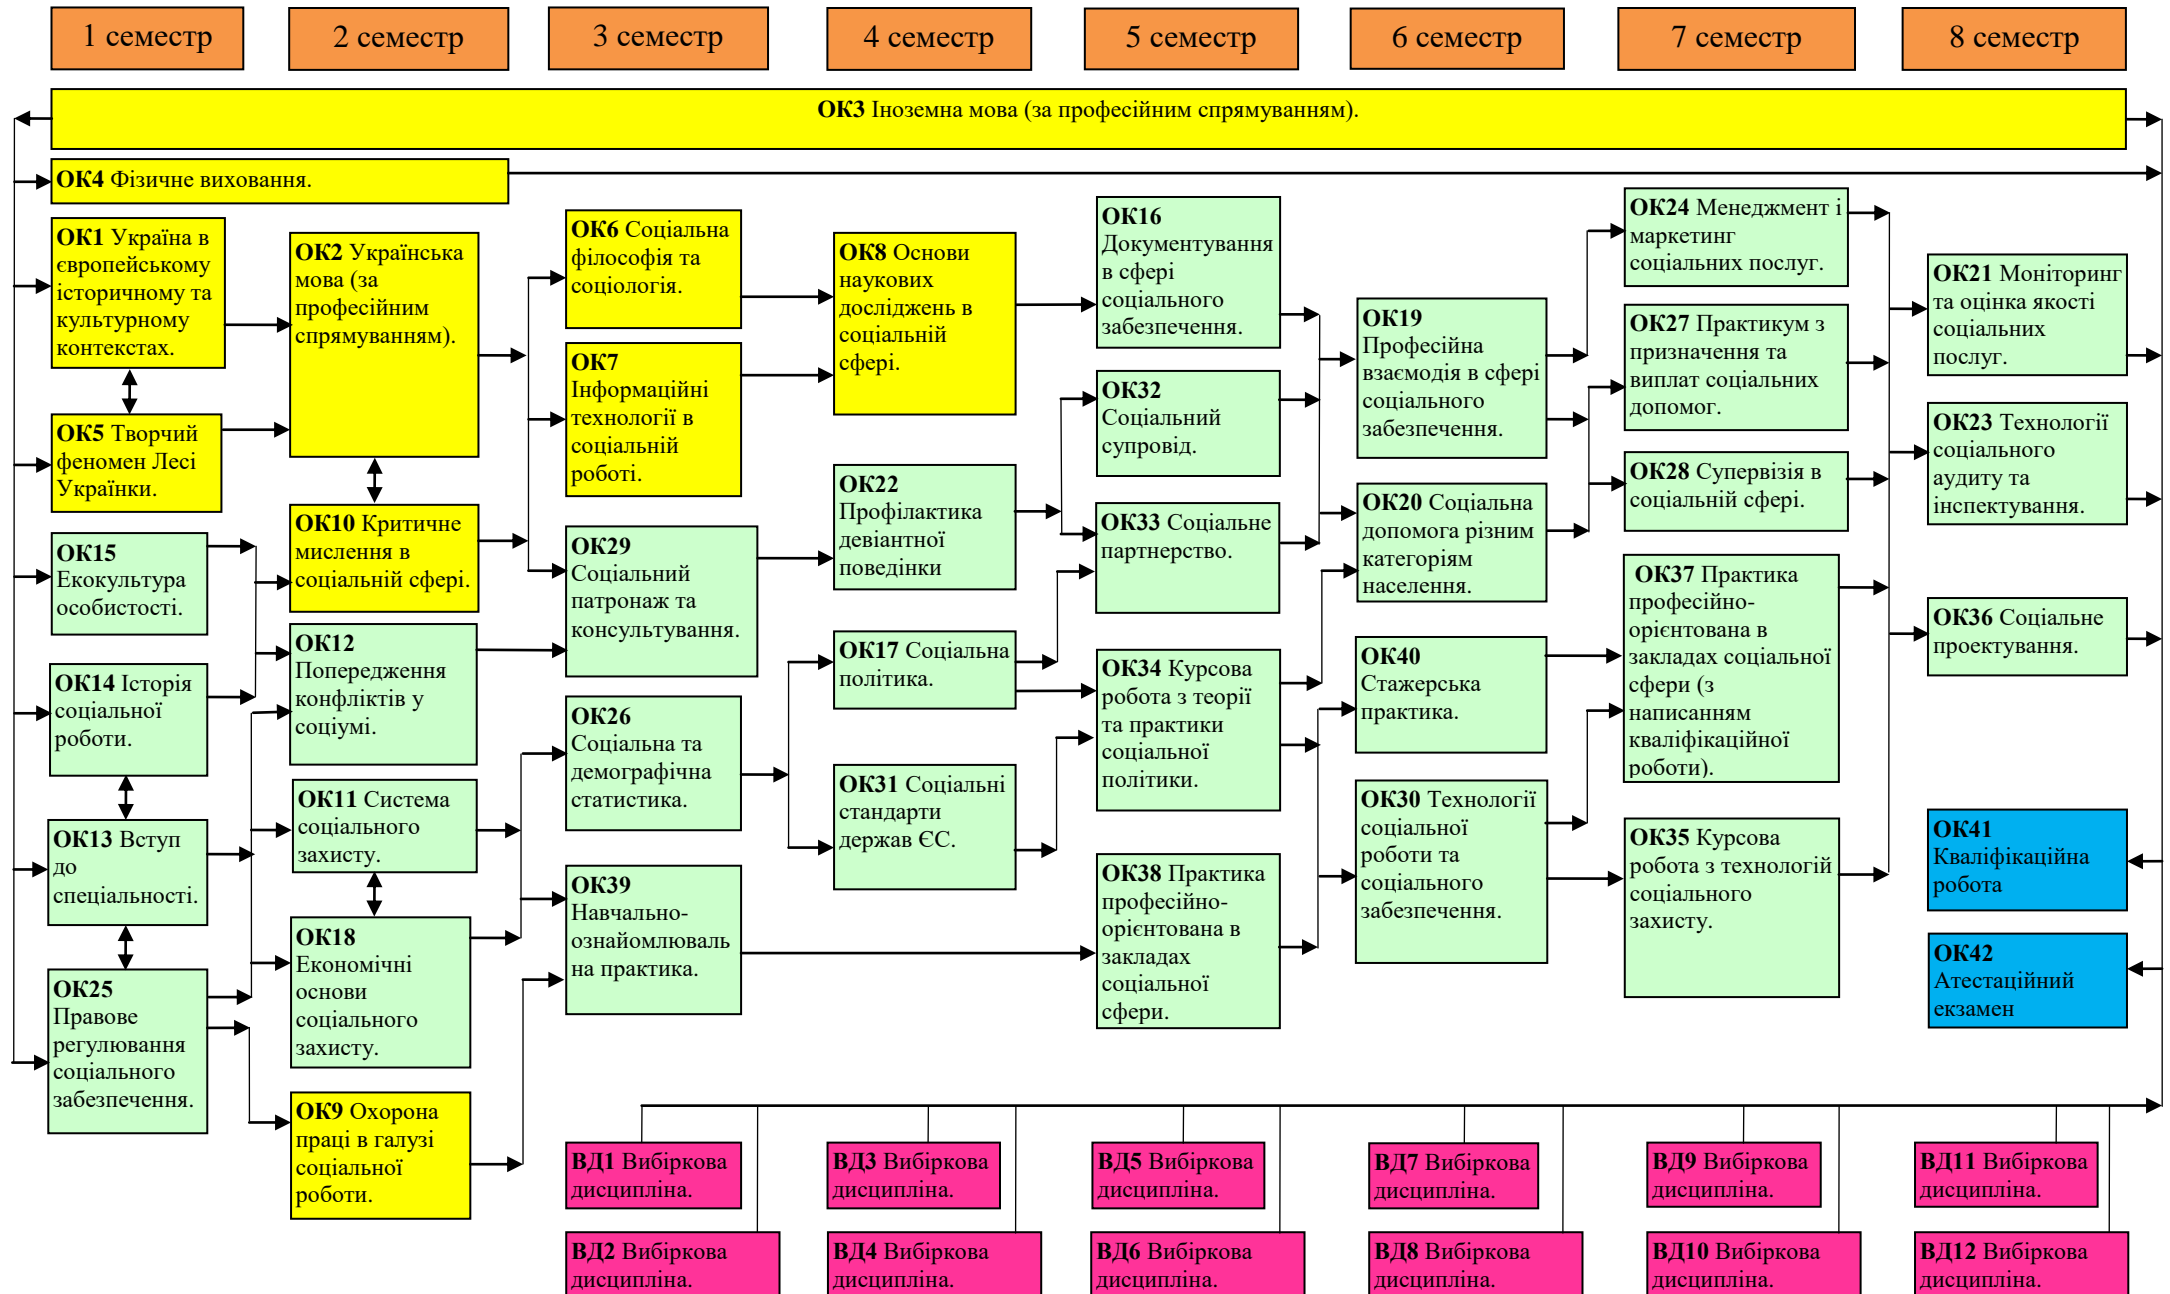 1 семестр
2 семестр
3 семестр
4 семестр
5 семестр
6 семестр
7 семестр
8 семестр
ОК3 Іноземна мова (за професійним спрямуванням).
ОК4 Фізичне виховання.
ОК1 Україна в
європейському
історичному та
культурному
контекстах.
ОК5 Творчий
феномен Лесі
Українки.
ОК15
Екокультура
особистості.
ОК14 Історія
соціальної
роботи.
ОК13 Вступ
до
спеціальності.
ОК25
Правове
регулювання
соціального
забезпечення.
ОК2 Українська
мова (за
професійним
спрямуванням).
ОК10 Критичне
мислення в
соціальній сфері.
ОК12
Попередження
конфліктів у
соціумі.
ОК11 Система
соціального
захисту.
ОК18
Економічні
основи
соціального
захисту.
ОК9 Охорона
праці в галузі
соціальної
роботи.
ОК6 Соціальна
філософія та
соціологія.
ОК7
Інформаційні
технології в
соціальній
роботі.
ОК29
Соціальний
патронаж та
консультування.
ОК26
Соціальна та
демографічна
статистика.
ОК39
Навчально-
ознайомлюваль
на практика.
ОК8 Основи
наукових
досліджень в
соціальній
сфері.
ОК22
Профілактика
девіантної
поведінки
ОК17 Соціальна
політика.
ОК31 Соціальні
стандарти
держав ЄС.
ОК16
Документування
в сфері
соціального
забезпечення.
ОК32
Соціальний
супровід.
ОК33 Соціальне
партнерство.
ОК34 Курсова
робота з теорії
та практики
соціальної
політики.
ОК38 Практика
професійно-
орієнтована в
закладах
соціальної
сфери.
ОК19
Професійна
взаємодія в сфері
соціального
забезпечення.
ОК20 Соціальна
допомога різним
категоріям
населення.
ОК40
Стажерська
практика.
ОК30 Технології
соціальної
роботи та
соціального
забезпечення.
ОК24 Менеджмент і
маркетинг
соціальних послуг.
ОК27 Практикум з
призначення та
виплат соціальних
допомог.
ОК28 Супервізія в
соціальній сфері.
ОК37 Практика
професійно-
орієнтована в
закладах соціальної
сфери (з
написанням
кваліфікаційної
роботи).
ОК35 Курсова
робота з технологій
соціального
захисту.
ОК21 Моніторинг
та оцінка якості
соціальних
послуг.
ОК23 Технології
соціального
аудиту та
інспектування.
ОК36 Соціальне
проектування.
ОК41
Кваліфікаційна
робота
ОК42
Атестаційний
екзамен
ВД1 Вибіркова
дисципліна.
ВД3 Вибіркова
дисципліна.
ВД5 Вибіркова
дисципліна.
ВД7 Вибіркова
дисципліна.
ВД9 Вибіркова
дисципліна.
ВД11 Вибіркова
дисципліна.
ВД2 Вибіркова
дисципліна.
ВД4 Вибіркова
дисципліна.
ВД6 Вибіркова
дисципліна.
ВД8 Вибіркова
дисципліна.
ВД10 Вибіркова
дисципліна.
ВД12 Вибіркова
дисципліна.